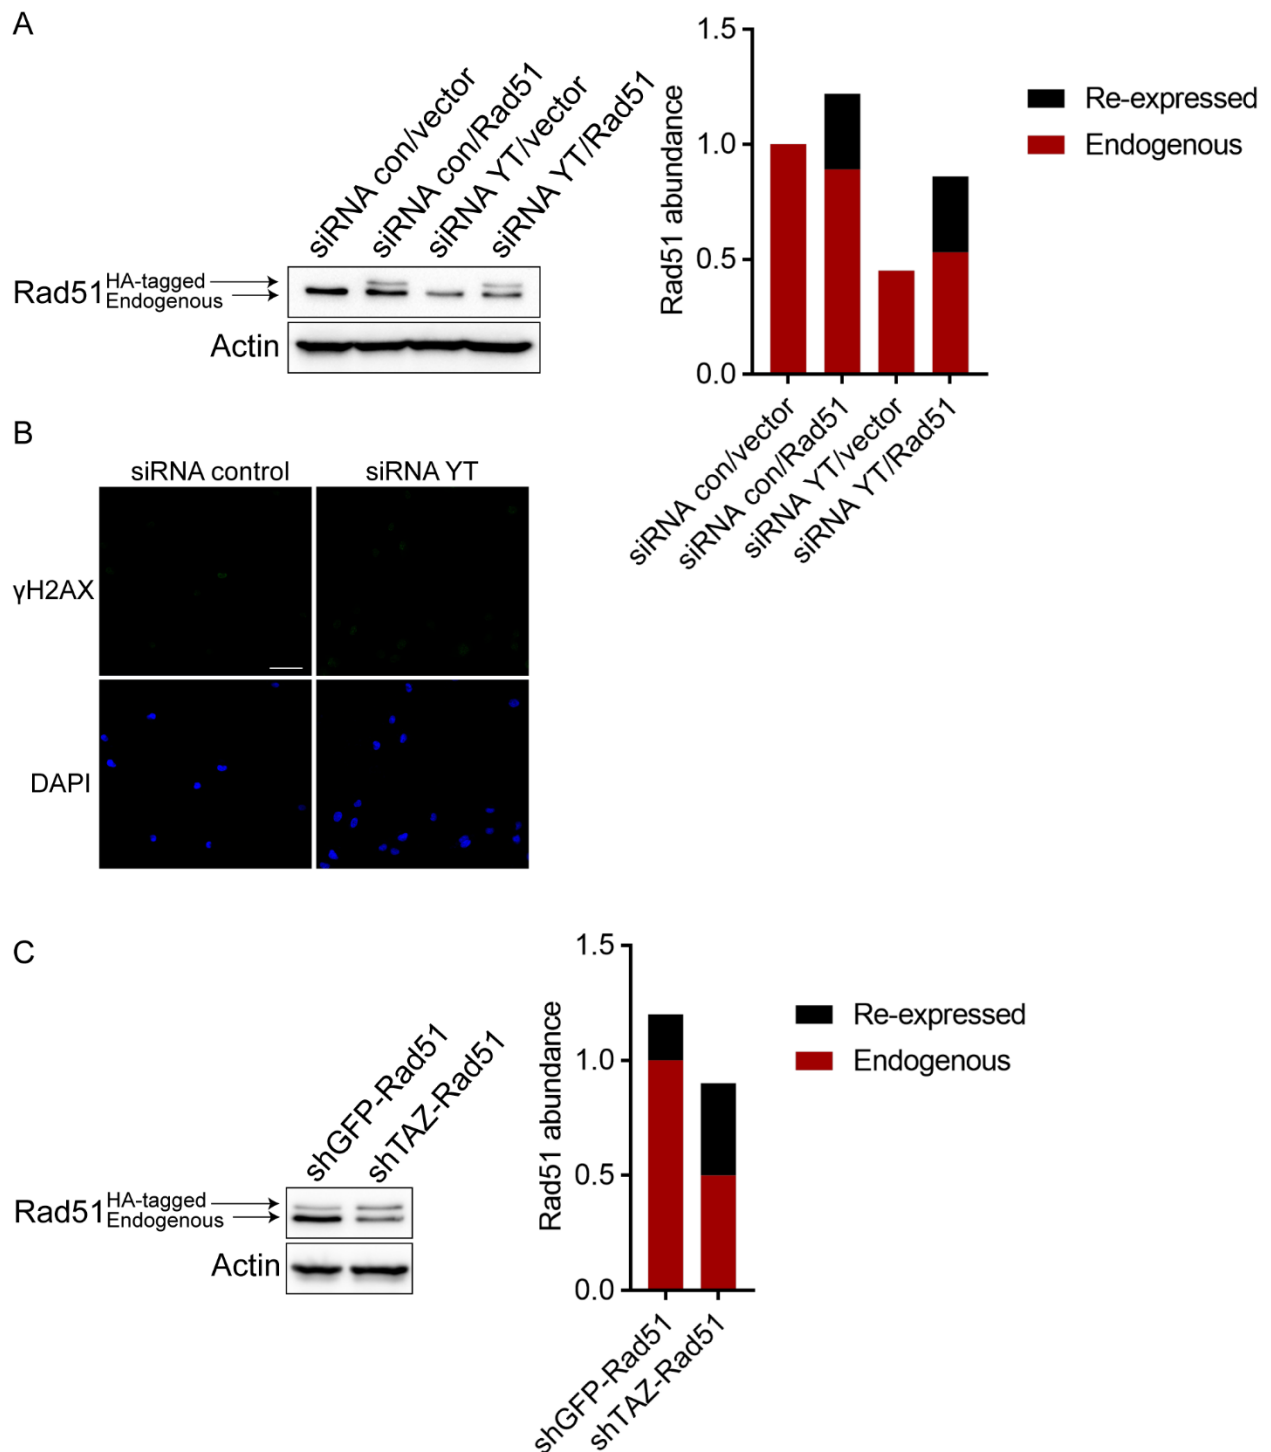 A
siRNA con/vector
siRNA con/Rad51
siRNA YT/vector
siRNA YT/Rad51
Rad51
HA-tagged
Endogenous
Actin
Rad51 abundance
1.5
1.0
0.5
0.0
siRNA con/vector
siRNA con/Rad51
siRNA YT/vector
siRNA YT/Rad51
Re-expressed
Endogenous
B
siRNA control
siRNA YT
γH2AX
DAPI
C
shGFP-Rad51
shTAZ-Rad51
Rad51
HA-tagged
Endogenous
Actin
Rad51 abundance
1.5
1.0
0.5
0.0
shGFP-Rad51
shTAZ-Rad51
Re-expressed
Endogenous